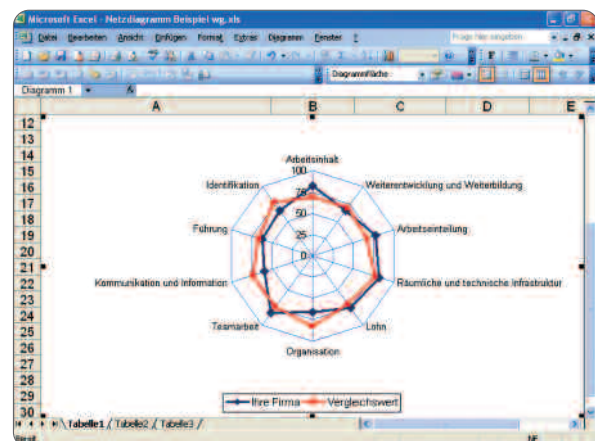 Microsoft Excel - Netzdiagramm Beispiel wg.xls
Datei Bearbeiten Ansicht Einfügen Format Extras Diagramm Fenster ? Frage hier eingeben
Diagrammfläche
Diagramm 1
A B C D E
12
13
14
15
16
17
18
19
20
21
22
23
24
25
26
27
28
29
30
Arbeitsinhalt
100
75
50
25
0
Identifikation
Weiterentwicklung und Weiterbildung
Führung
Arbeitseinteilung
Kommunikation und Information
Räumliche und technische Infrastruktur
Teamarbeit
Lohn
Organisation
Ihre Firma Vergleichswert
Tabelle1 Tabelle2 Tabelle3
Bereit NF